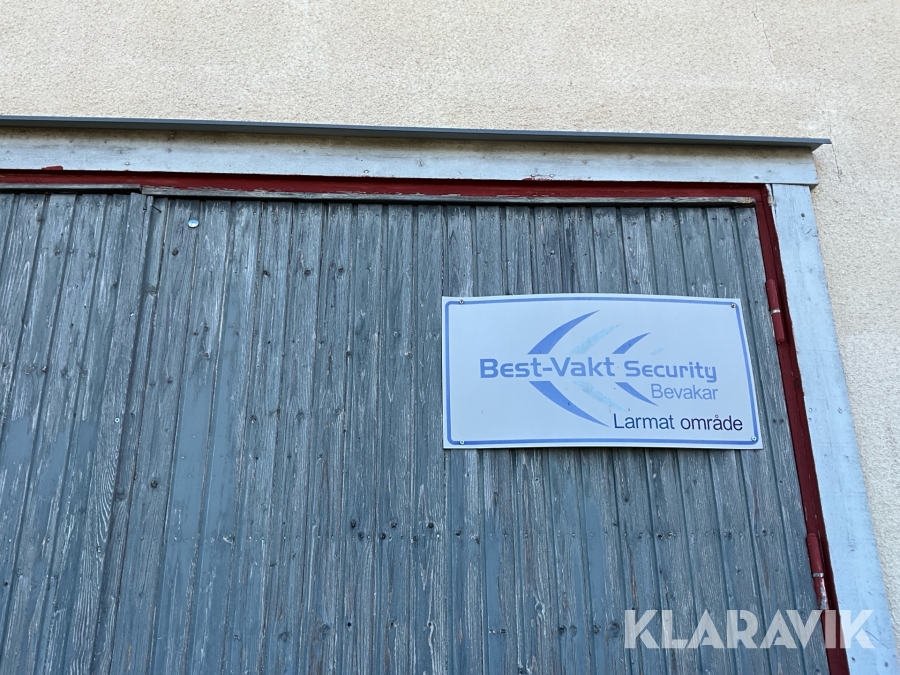 Best-Vakt Security
Bevakar
Larmat område
KLARAVIK